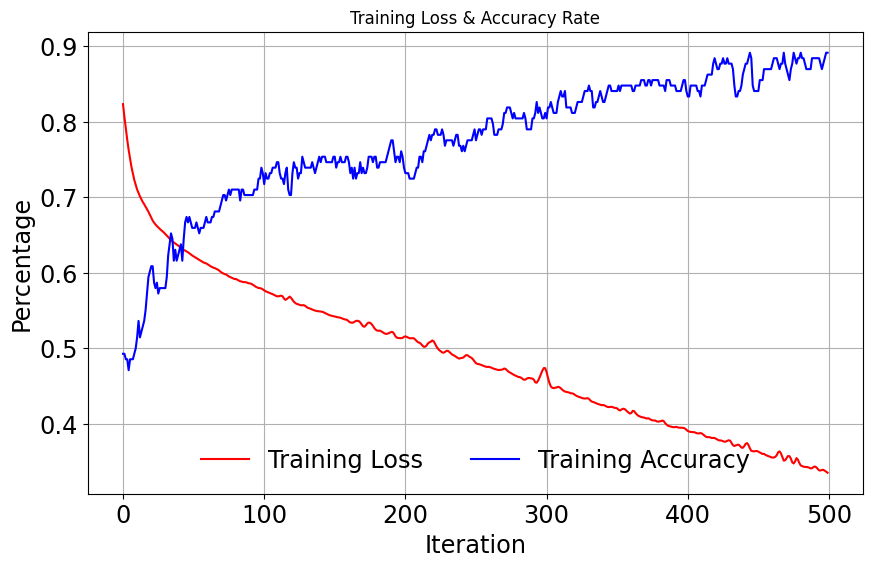 Training Loss & Accuracy Rate
0.9
0.8
0.7
0.6
0.5
0.4
Percentage
Training Loss Training Accuracy
0 100 200 300 400 500
Iteration